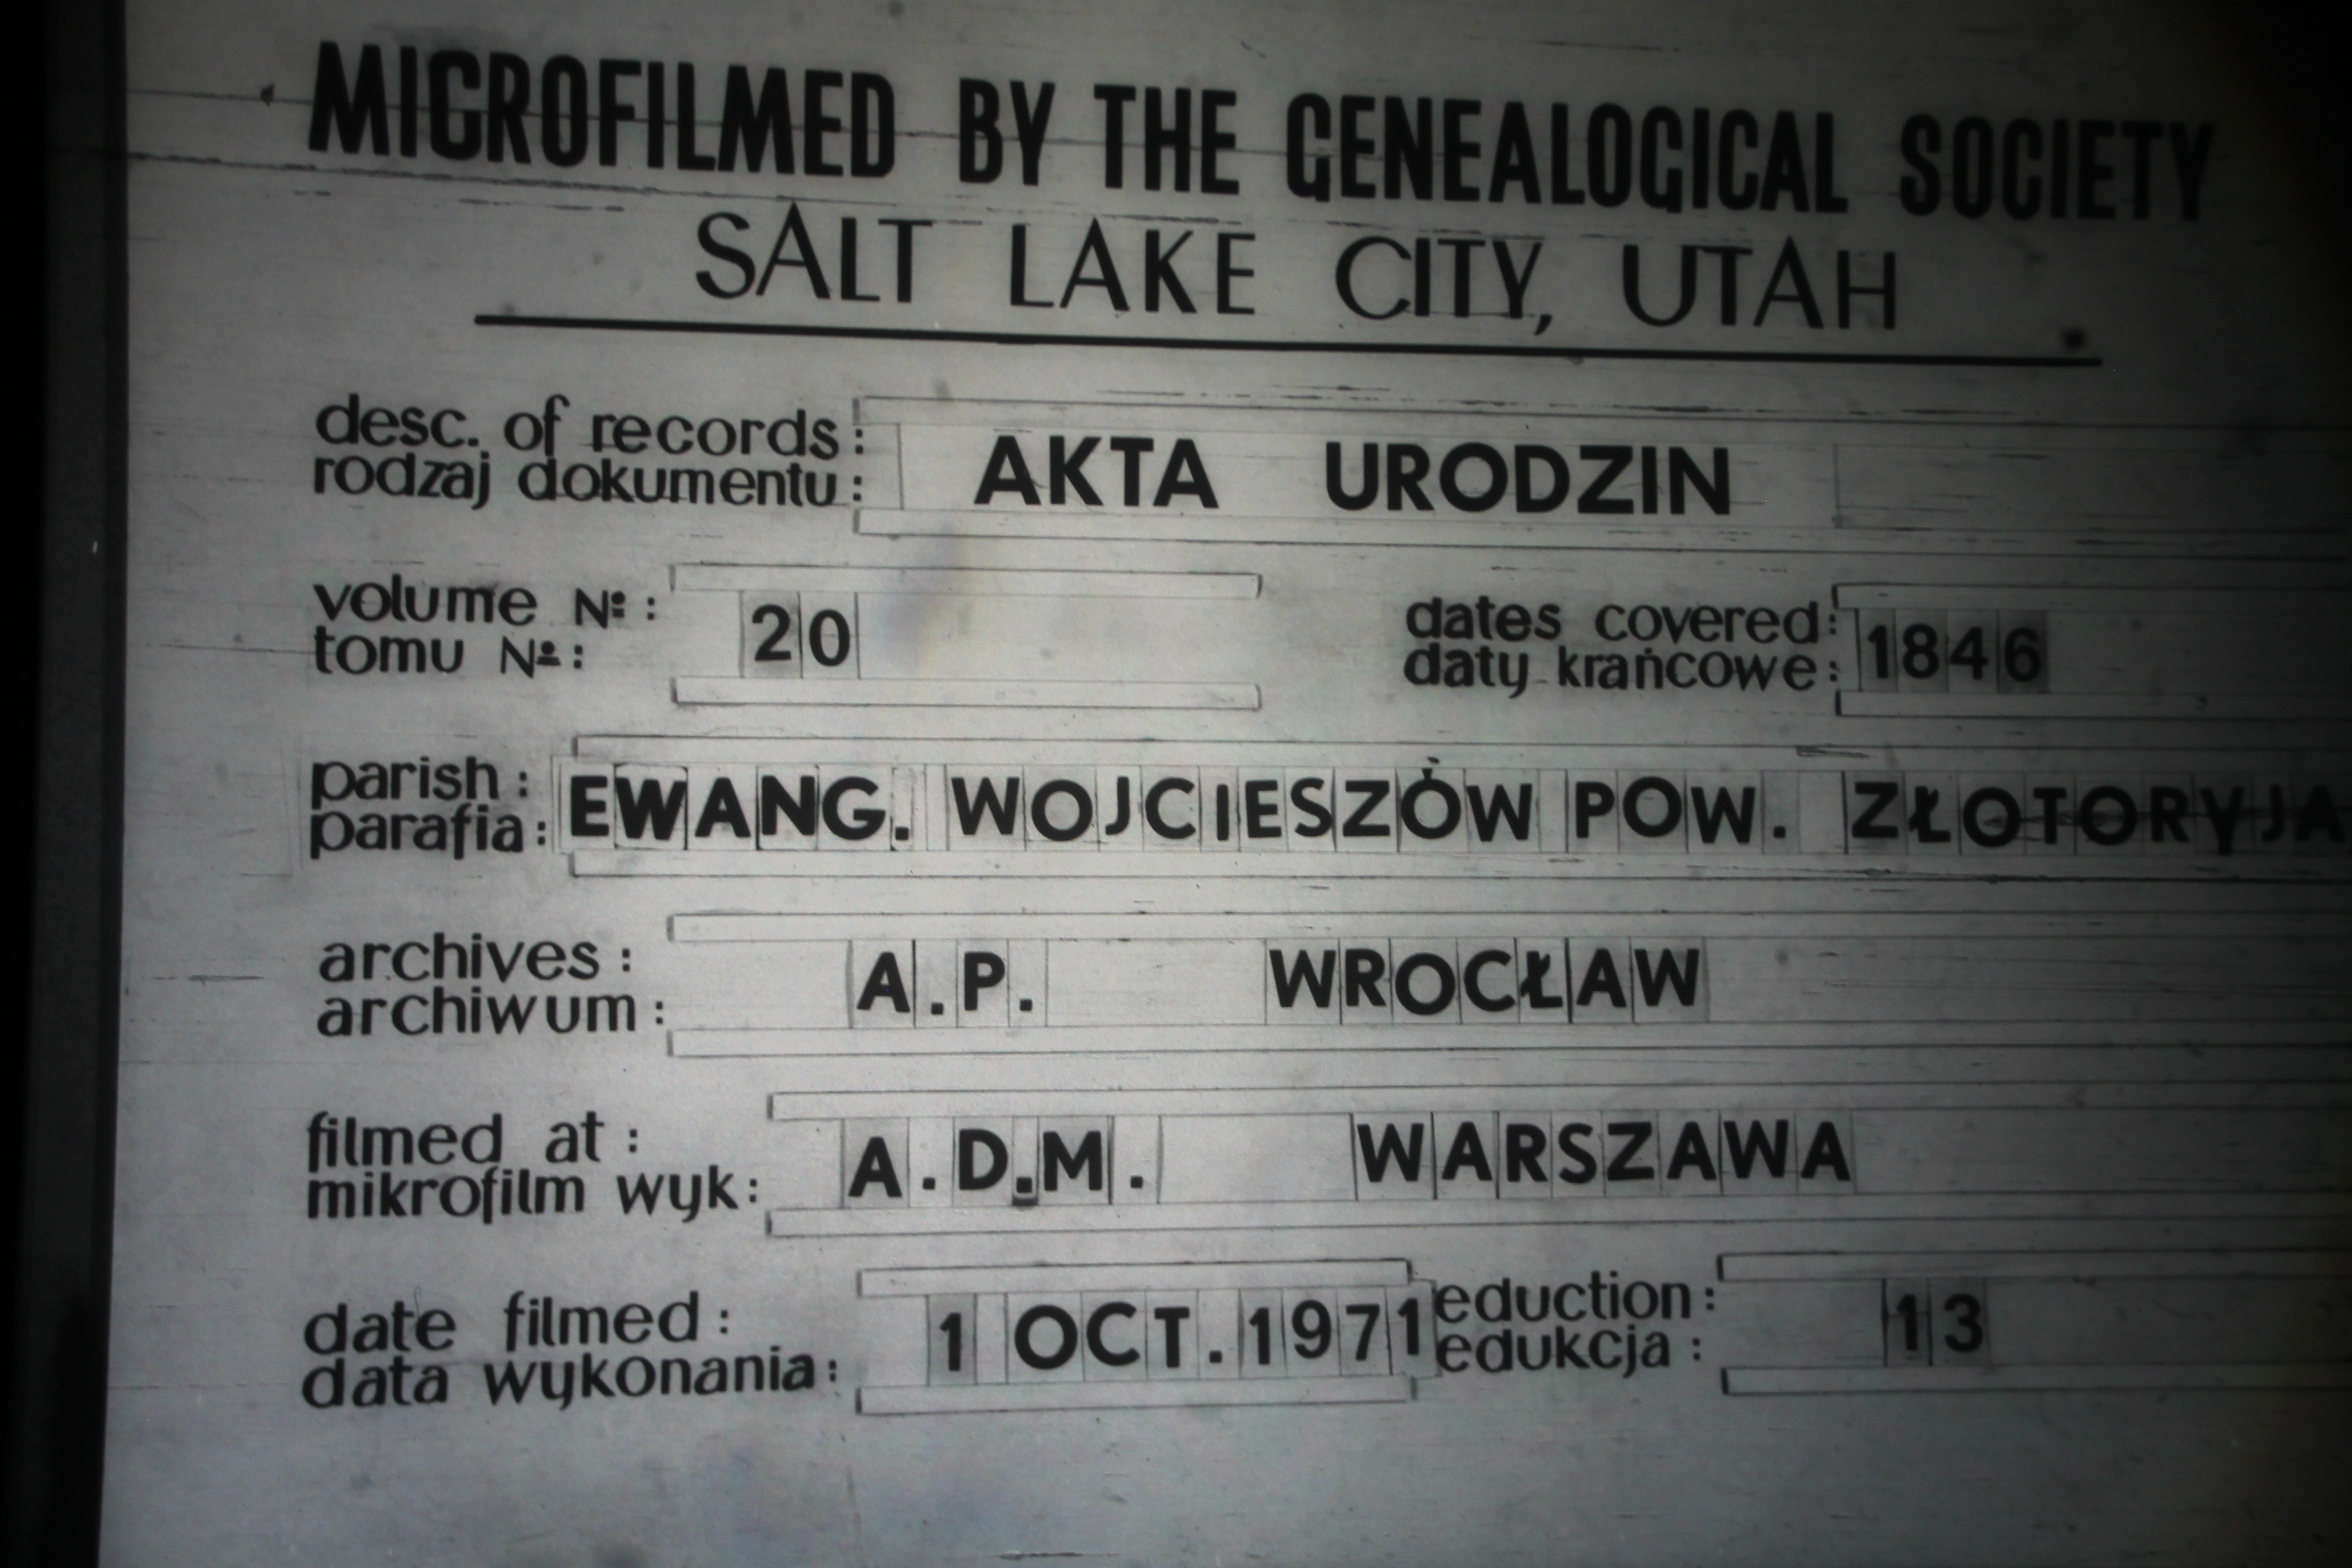 MICROFILMED BY THE GENEALOGICAL SOCIETY
SALT LAKE CITY, UTAH
desc. of records: AKTA URODZIN
rodzaj dokumentu:
volume Nº: 20
tomu Nº:
dates covered: 1846
daty krańcowe:
parish: EWANG. WOJCIESZÓW POW. ZŁOTORYJA
parafia:
archives: A.P. WROCŁAW
archiwum:
filmed at: A.D.M. WARSZAWA
mikrofilm wyk:
date filmed: 1 OCT. 1971
data wykonania:
eduction: 13
edukcja: